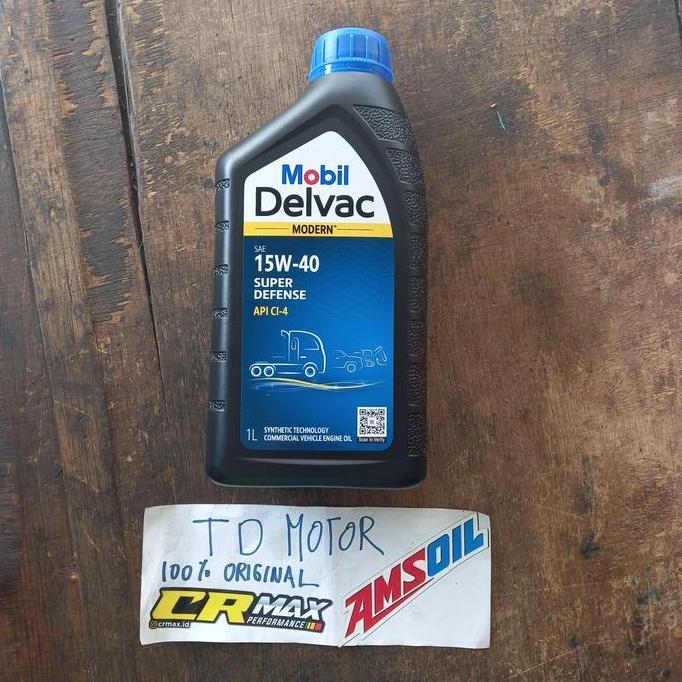 Mobil
Delvac
MODERN™
SAE
15W-40
SUPER
DEFENSE
API CI-4
1L
SYNTHETIC TECHNOLOGY
COMMERCIAL VEHICLE ENGINE OIL
Scan to Verify
TD MOTOR
100% ORIGINAL
CRMAX
PERFORMANCE
@crmax.id
AMSOIL